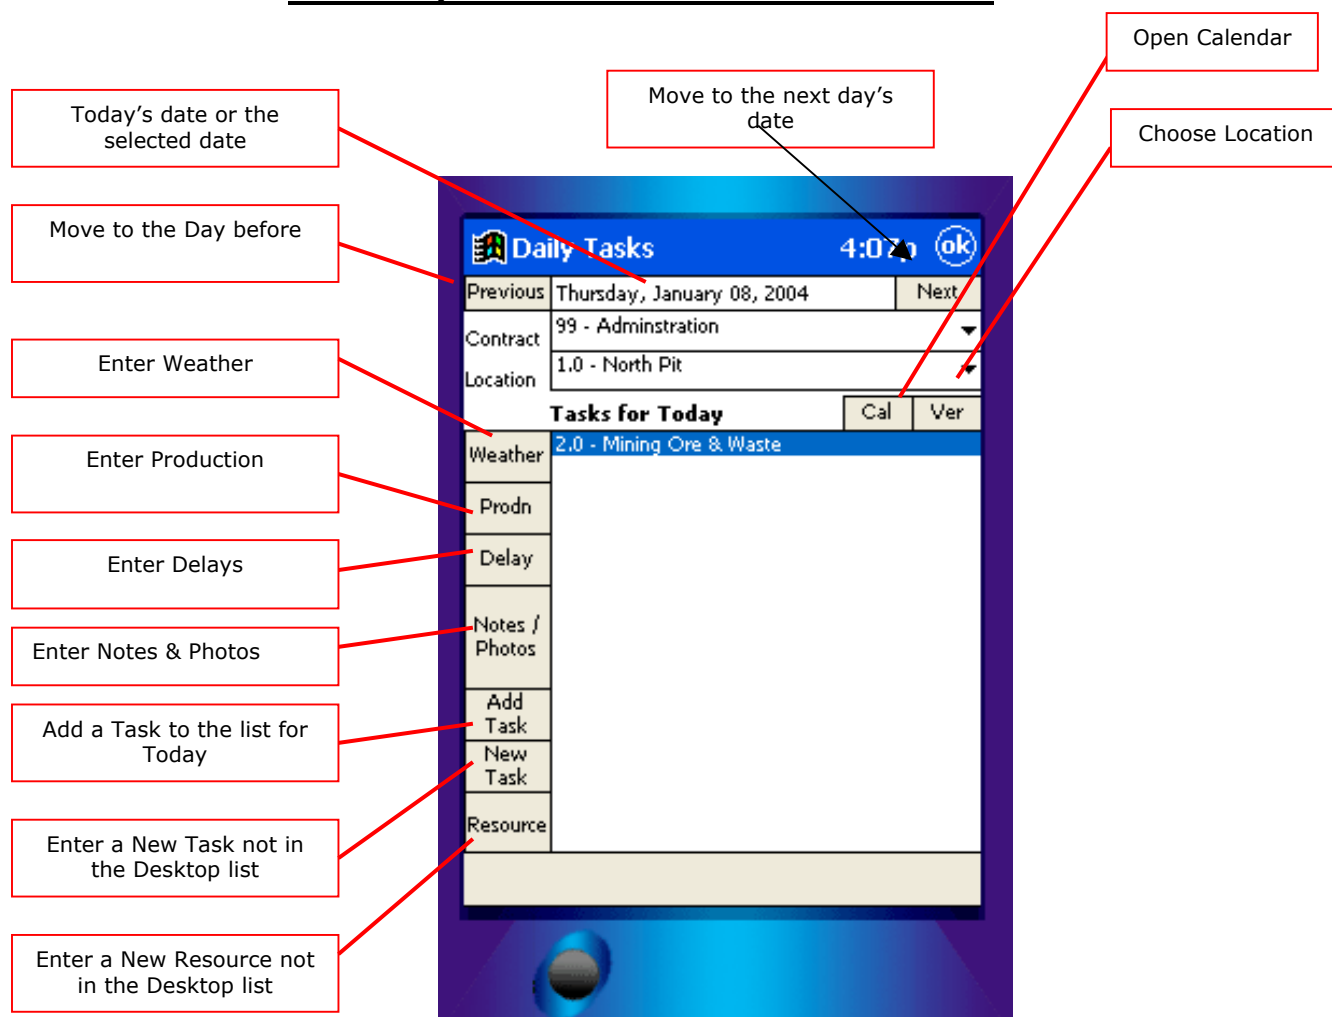 Open Calendar
Move to the next day's
date
Choose Location
Today's date or the
selected date
Move to the Day before
Enter Weather
Enter Production
Enter Delays
Enter Notes & Photos
Add a Task to the list for
Today
Enter a New Task not in
the Desktop list
Enter a New Resource not
in the Desktop list
Daily Tasks 4:07p ok
Previous Thursday, January 08, 2004 Next
Contract 99 - Adminstration
Location 1.0 - North Pit
Tasks for Today Cal Ver
Weather 2.0 - Mining Ore & Waste
Prodn
Delay
Notes /
Photos
Add
Task
New
Task
Resource